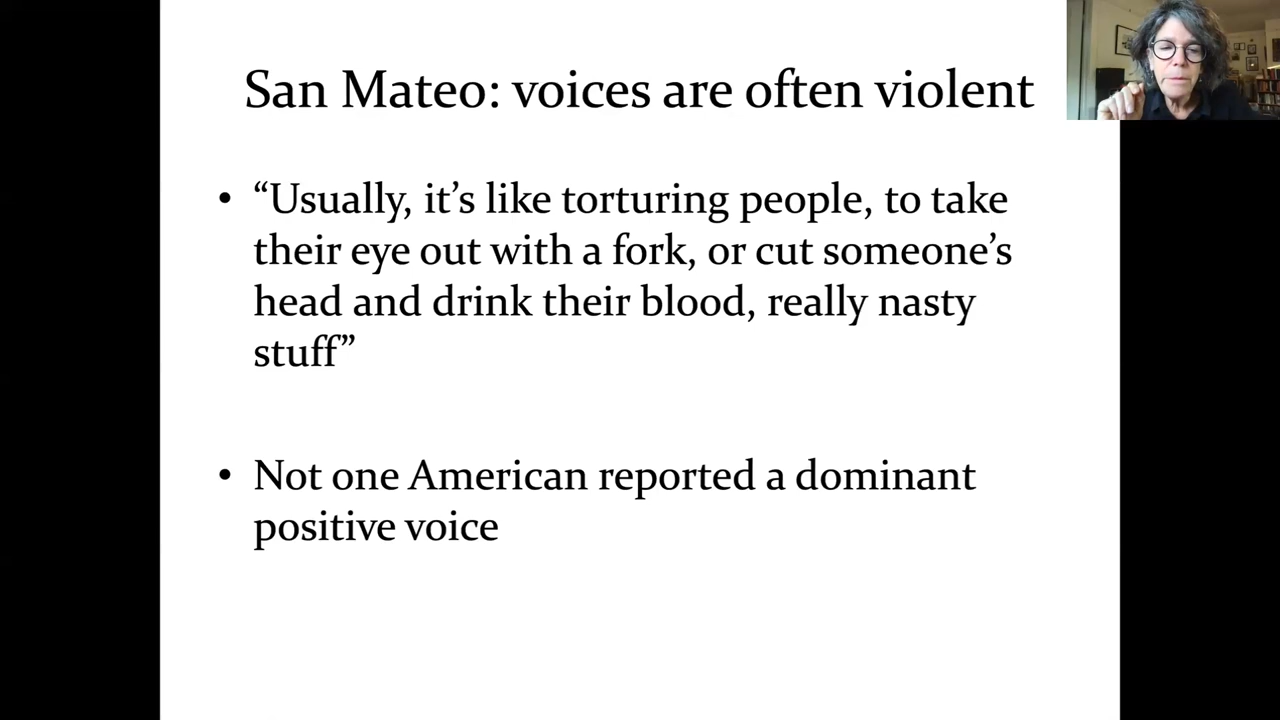 San Mateo: voices are often violent
• “Usually, it’s like torturing people, to take
their eye out with a fork, or cut someone’s
head and drink their blood, really nasty
stuff”
• Not one American reported a dominant
positive voice